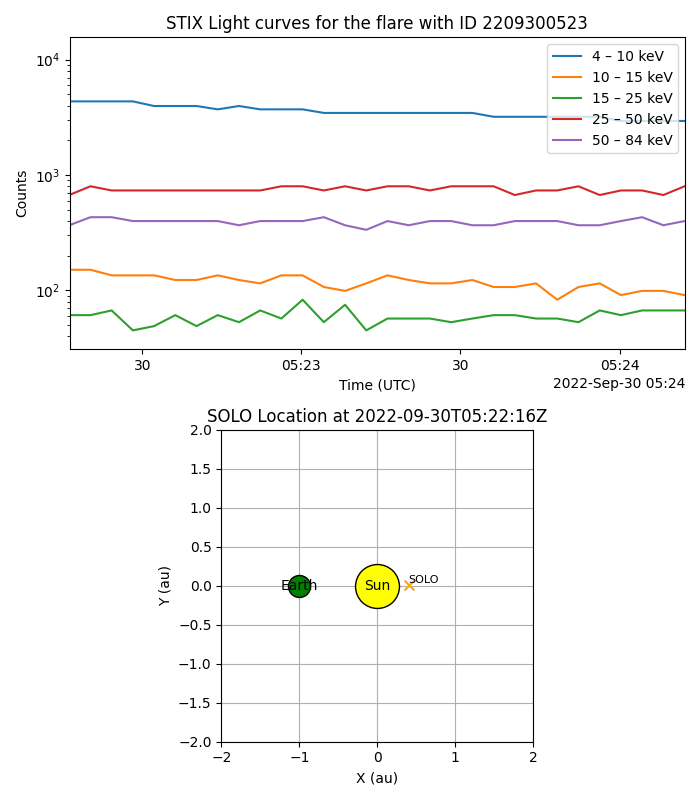 STIX Light curves for the flare with ID 2209300523
10⁴
10³
10²
Counts
4 – 10 keV
10 – 15 keV
15 – 25 keV
25 – 50 keV
50 – 84 keV
30
05:23
30
05:24
Time (UTC)
2022-Sep-30 05:24
SOLO Location at 2022-09-30T05:22:16Z
2.0
1.5
1.0
0.5
0.0
−0.5
−1.0
−1.5
−2.0
Y (au)
Earth
Sun
SOLO
−2
−1
0
1
2
X (au)